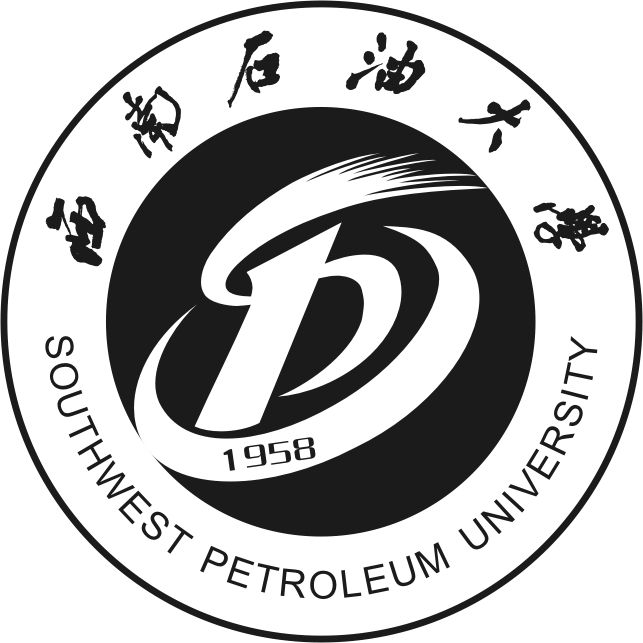 西南石油大学
1958
SOUTHWEST PETROLEUM UNIVERSITY